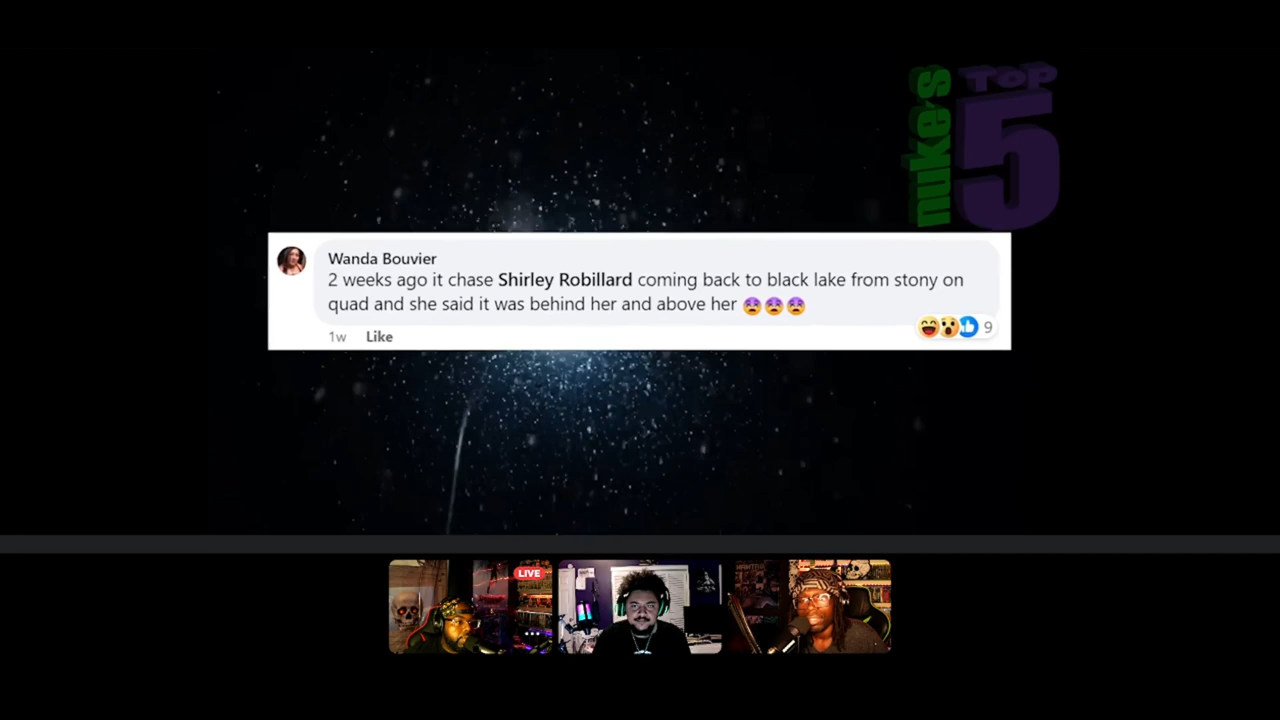 nuke's
Top
5
Wanda Bouvier
2 weeks ago it chase Shirley Robillard coming back to black lake from stony on
quad and she said it was behind her and above her 😨😨😨
9
1w Like
LIVE